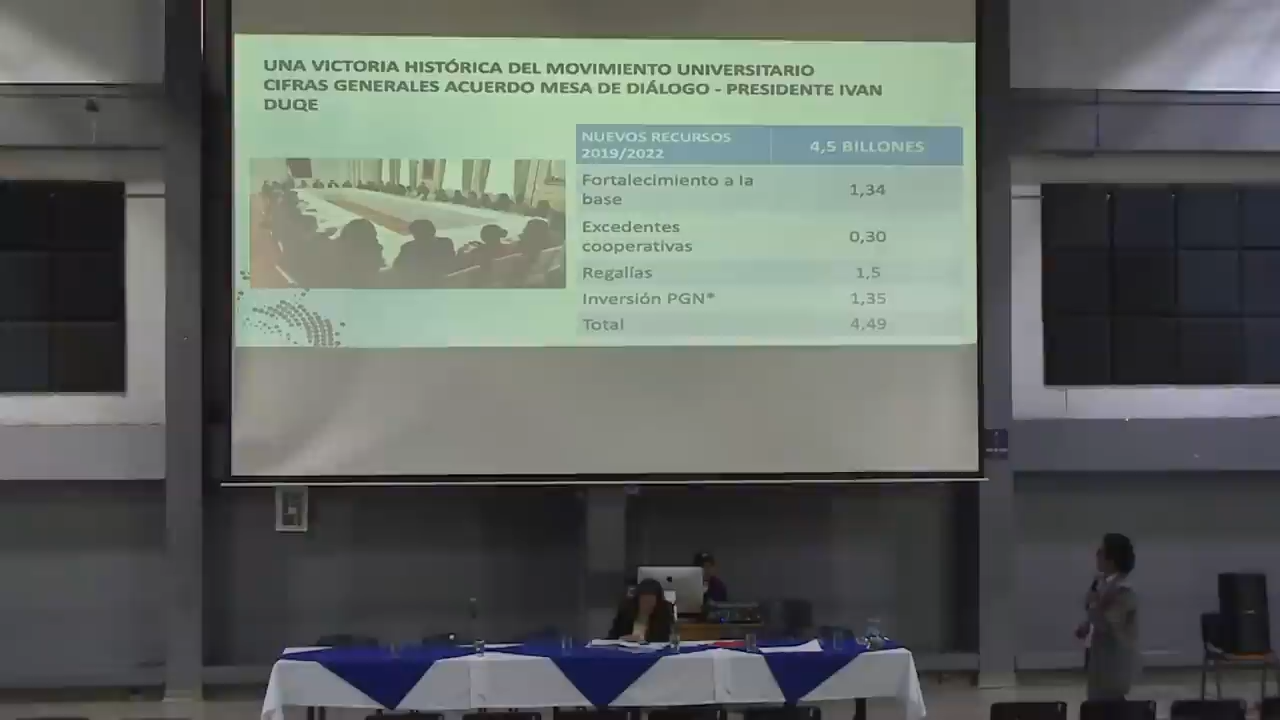 UNA VICTORIA HISTÓRICA DEL MOVIMIENTO UNIVERSITARIO
CIFRAS GENERALES ACUERDO MESA DE DIÁLOGO - PRESIDENTE IVAN
DUQE
NUEVOS RECURSOS
2019/2022
4,5 BILLONES
Fortalecimiento a la
base
1,34
Excedentes
cooperativas
0,30
Regalías
1,5
Inversión PGN*
1,35
Total
4,49